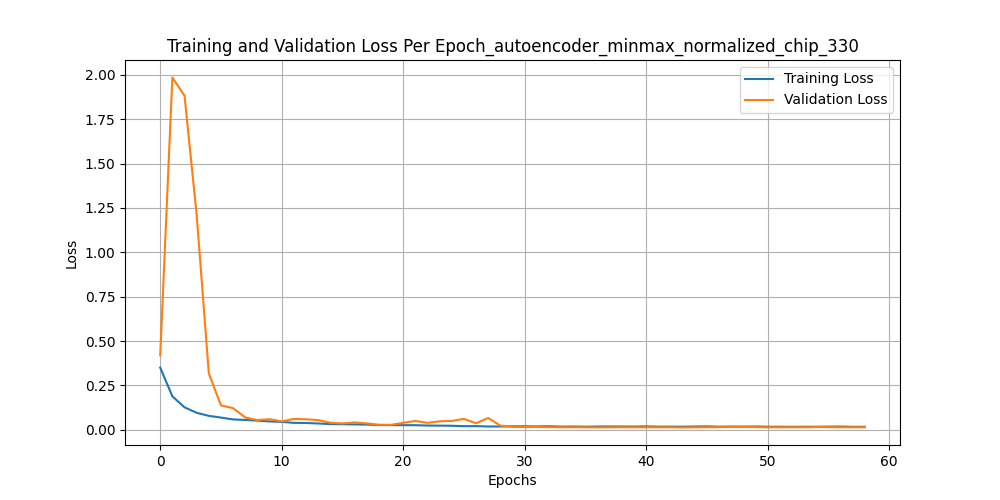 Training and Validation Loss Per Epoch_autoencoder_minmax_normalized_chip_330
Training Loss
Validation Loss
2.00
1.75
1.50
1.25
1.00
0.75
0.50
0.25
0.00
Loss
0 10 20 30 40 50 60
Epochs